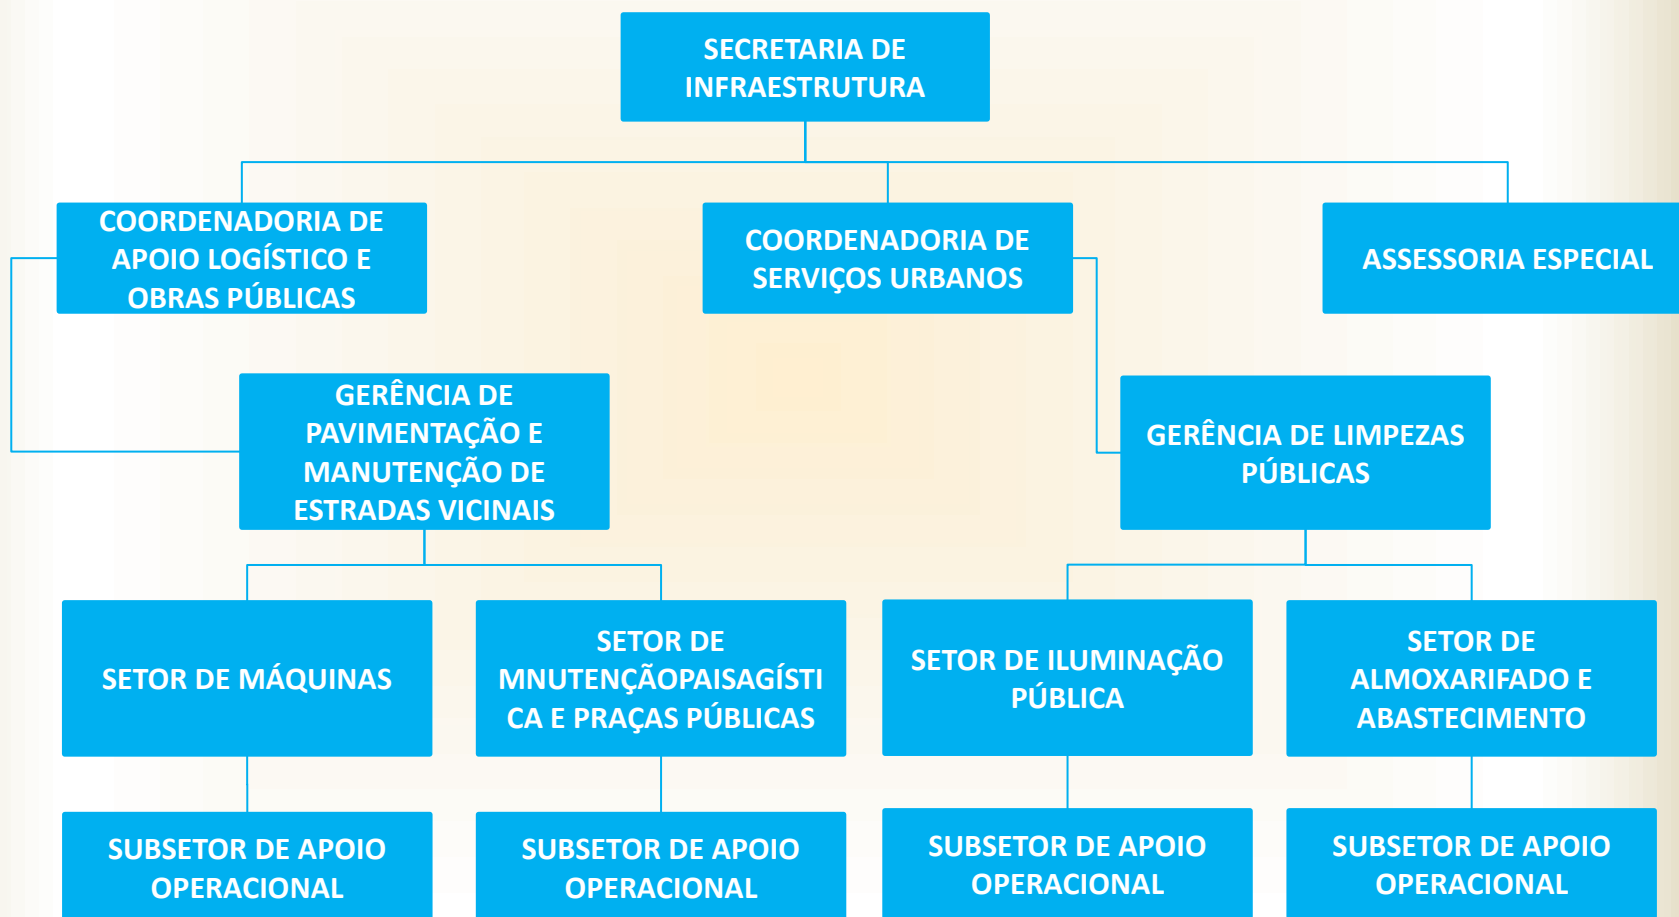 SECRETARIA DE
INFRAESTRUTURA
COORDENADORIA DE
APOIO LOGÍSTICO E
OBRAS PÚBLICAS
COORDENADORIA DE
SERVIÇOS URBANOS
ASSESSORIA ESPECIAL
GERÊNCIA DE
PAVIMENTAÇÃO E
MANUTENÇÃO DE
ESTRADAS VICINAIS
GERÊNCIA DE LIMPEZAS
PÚBLICAS
SETOR DE MÁQUINAS
SETOR DE
MNUTENÇÃOPAISAGÍSTI
CA E PRAÇAS PÚBLICAS
SETOR DE ILUMINAÇÃO
PÚBLICA
SETOR DE
ALMOXARIFADO E
ABASTECIMENTO
SUBSETOR DE APOIO
OPERACIONAL
SUBSETOR DE APOIO
OPERACIONAL
SUBSETOR DE APOIO
OPERACIONAL
SUBSETOR DE APOIO
OPERACIONAL